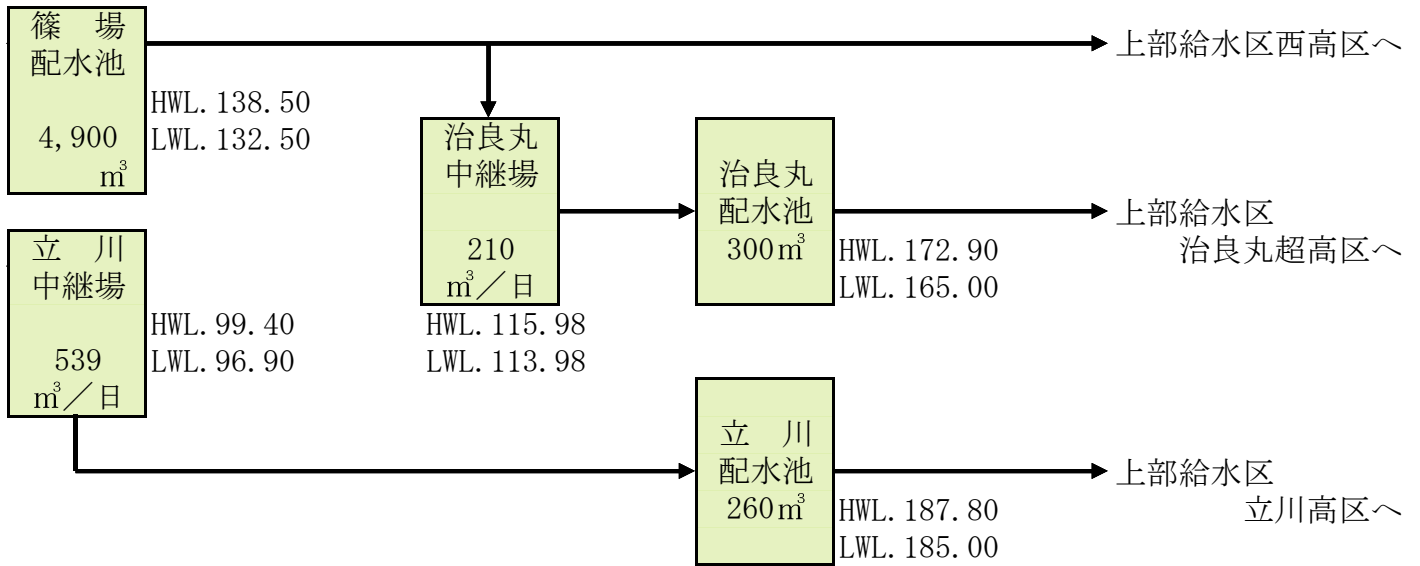 篠　場
配水池
4,900
㎥
HWL.138.50
LWL.132.50
上部給水区西高区へ
治良丸
中継場
210
㎥／日
HWL.115.98
LWL.113.98
治良丸
配水池
300㎥
HWL.172.90
LWL.165.00
上部給水区
治良丸超高区へ
立　川
中継場
539
㎥／日
HWL.99.40
LWL.96.90
立　川
配水池
260㎥
HWL.187.80
LWL.185.00
上部給水区
立川高区へ